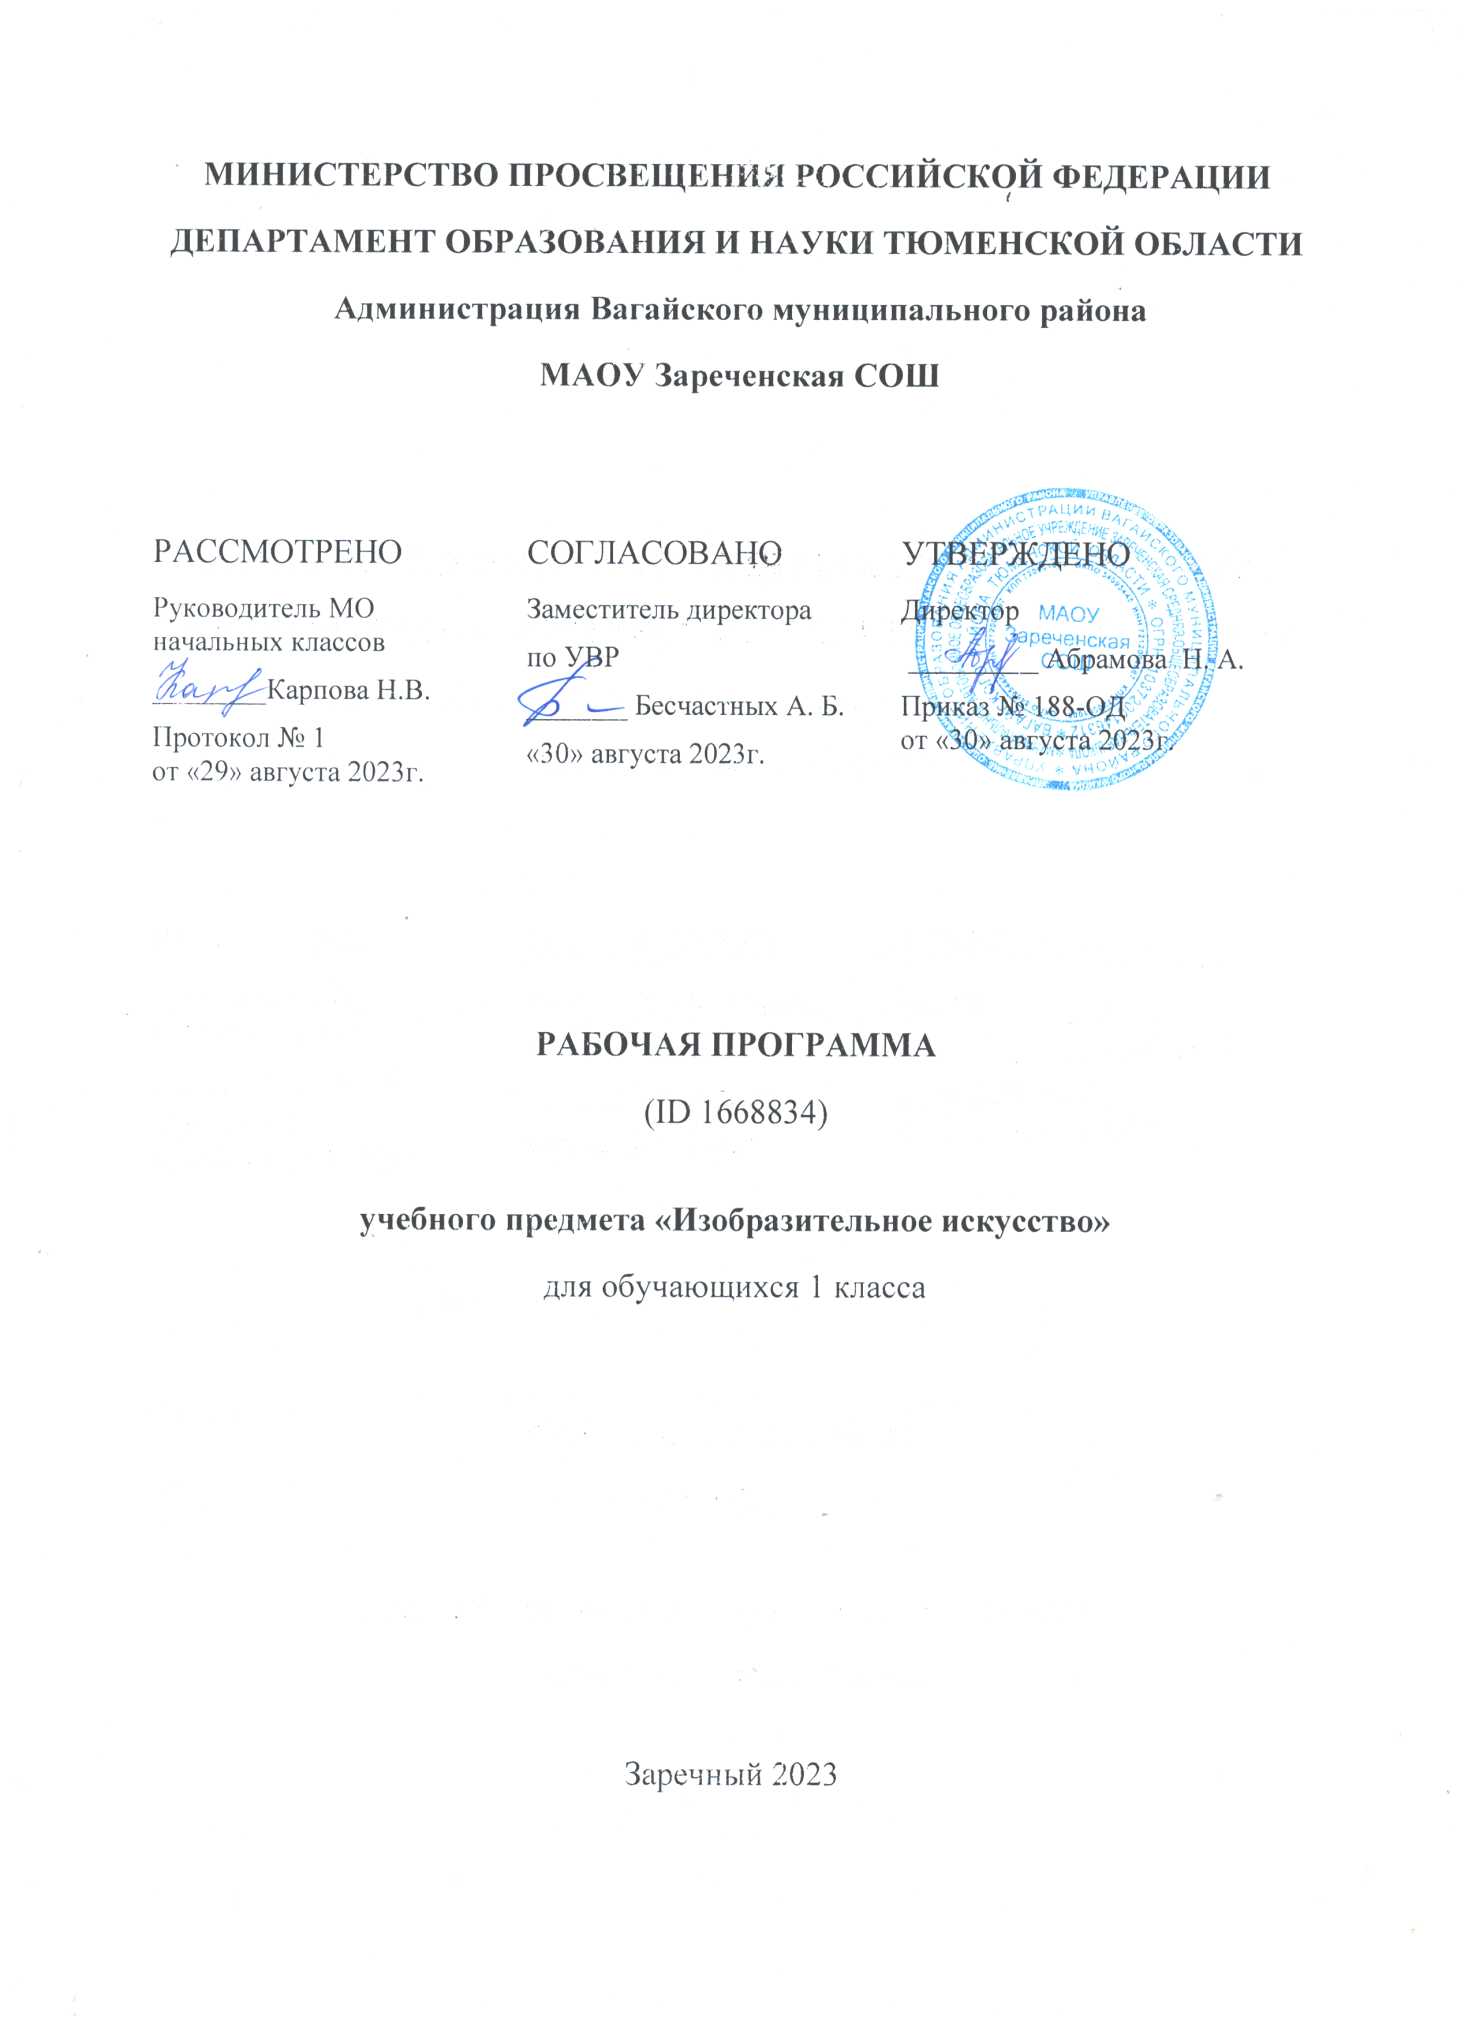 МИНИСТЕРСТВО ПРОСВЕЩЕНИЯ РОССИЙСКОЙ ФЕДЕРАЦИИ
ДЕПАРТАМЕНТ ОБРАЗОВАНИЯ И НАУКИ ТЮМЕНСКОЙ ОБЛАСТИ
Администрация Вагайского муниципального района
МАОУ Зареченская СОШ
РАССМОТРЕНО
Руководитель МО
начальных классов
Карпова Н.В.
Протокол № 1
от «29» августа 2023г.
СОГЛАСОВАНО
Заместитель директора
по УВР
Бесчастных А. Б.
«30» августа 2023г.
УТВЕРЖДЕНО
Директор
Абрамова Н. А.
Приказ № 188-ОД
от «30» августа 2023г.
МАОУ
Зареченская
СОШ
РАБОЧАЯ ПРОГРАММА
(ID 1668834)
учебного предмета «Изобразительное искусство»
для обучающихся 1 класса
Заречный 2023